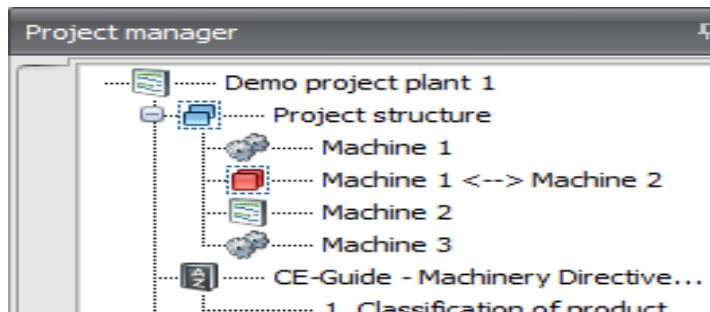 Project manager
Demo project plant 1
Project structure
Machine 1
Machine 1 <--> Machine 2
Machine 2
Machine 3
CE-Guide - Machinery Directive...
1. Classification of product